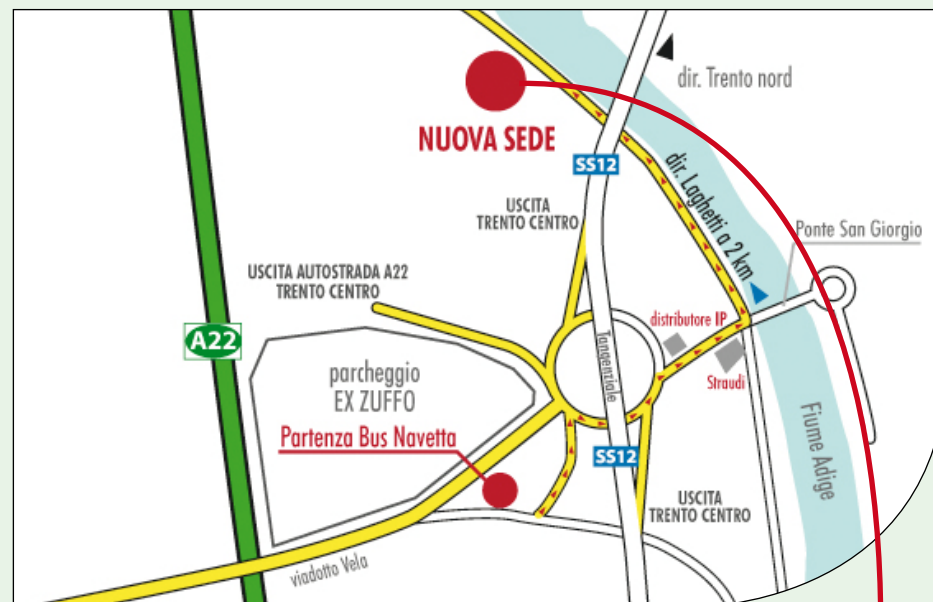 dir. Trento nord
NUOVA SEDE
SS12
dir. Laghetti a 2 km
USCITA
TRENTO CENTRO
Ponte San Giorgio
USCITA AUTOSTRADA A22
TRENTO CENTRO
distributore IP
A22
Tangenziale
parcheggio
EX ZUFFO
Straudi
Partenza Bus Navetta
Fiume Adige
SS12
USCITA
TRENTO CENTRO
viadotto Vela